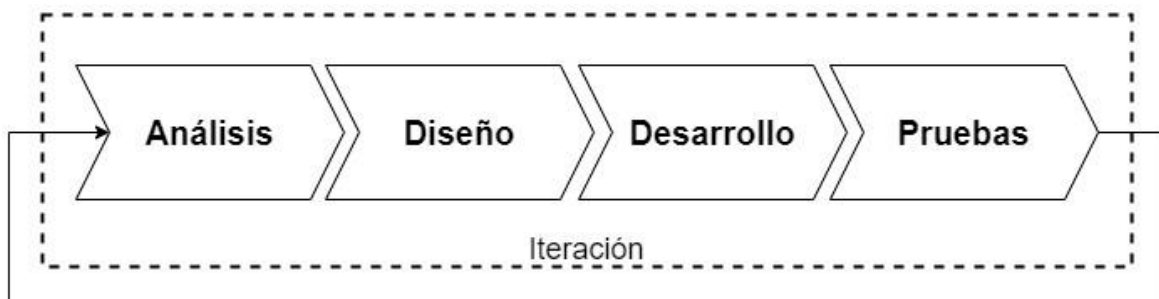 Análisis
Diseño
Desarrollo
Pruebas
Iteración